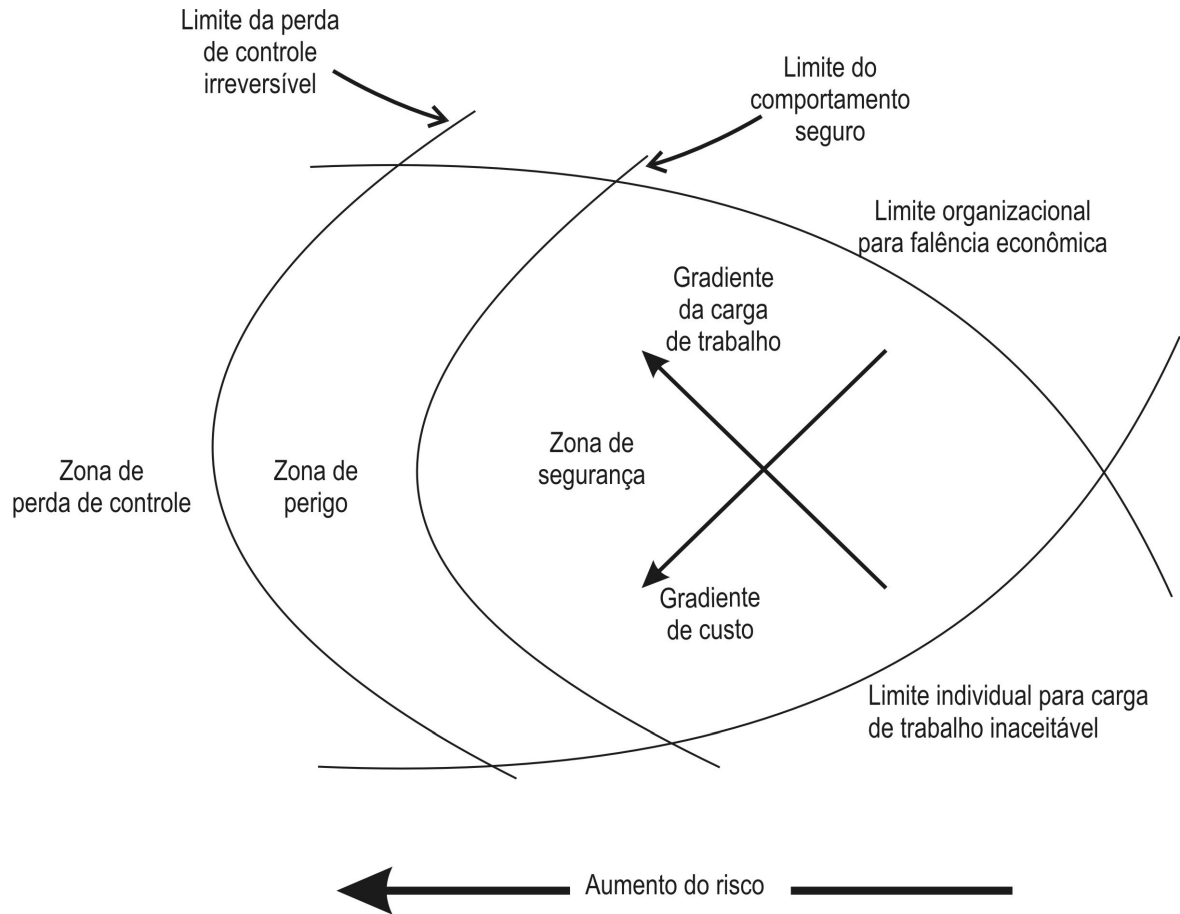 Limite da perda
de controle
irreversível
Limite do
comportamento
seguro
Limite organizacional
para falência econômica
Gradiente
da carga
de trabalho
Zona de
perda de controle
Zona de
perigo
Zona de
segurança
Gradiente
de custo
Limite individual para carga
de trabalho inaceitável
Aumento do risco